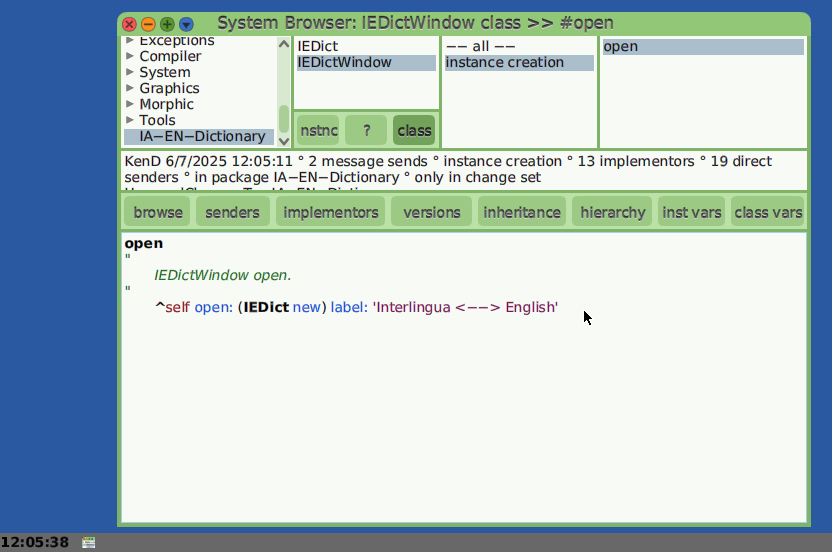 System Browser: IEDictWindow class >> #open
Exceptions
Compiler
System
Graphics
Morphic
Tools
IA−EN−Dictionary
IEDict
IEDictWindow
nstnc ? class
−− all −−
instance creation
open
KenD 6/7/2025 12:05:11 ° 2 message sends ° instance creation ° 13 implementors ° 19 direct
senders ° in package IA−EN−Dictionary ° only in change set
browse senders implementors versions inheritance hierarchy inst vars class vars
open
"
IEDictWindow open.
"
^self open: (IEDict new) label: 'Interlingua <−−> English'
12:05:38